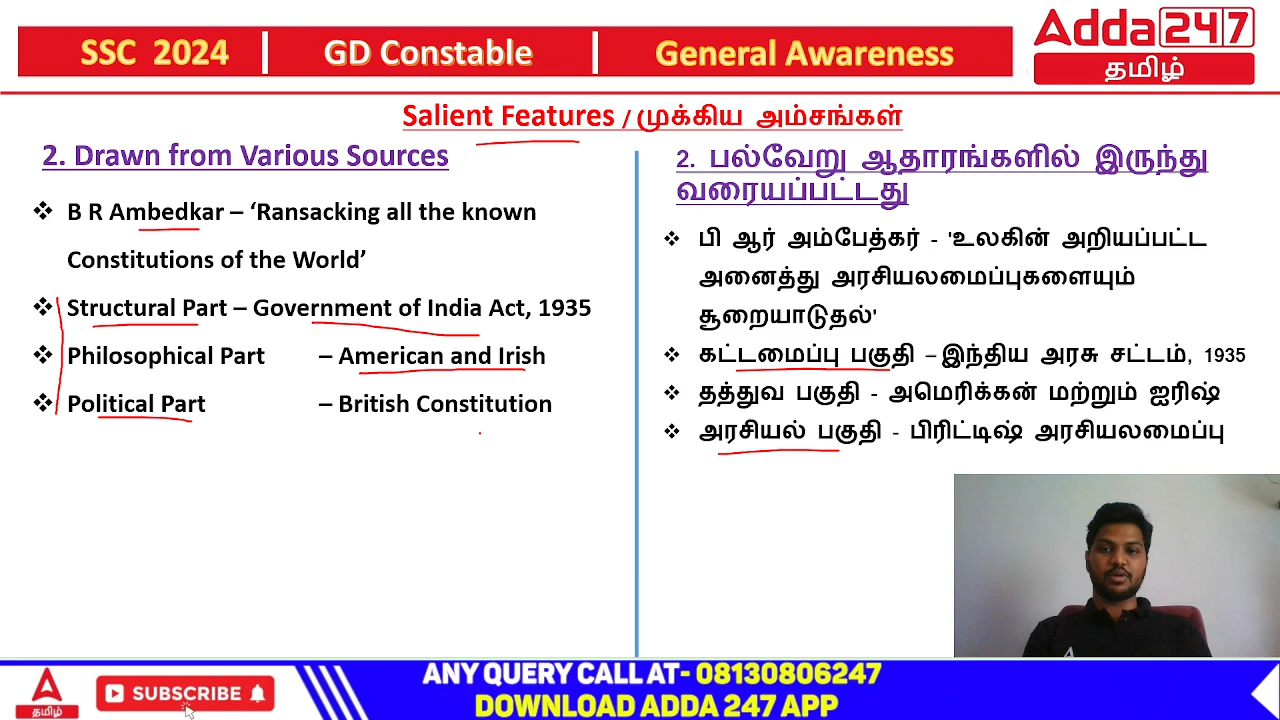 SSC 2024
GD Constable
General Awareness
Adda247
தமிழ்
Salient Features / முக்கிய அம்சங்கள்
2. Drawn from Various Sources
❖ B R Ambedkar – ‘Ransacking all the known
Constitutions of the World’
❖ Structural Part – Government of India Act, 1935
❖ Philosophical Part – American and Irish
❖ Political Part – British Constitution
2. பல்வேறு ஆதாரங்களில் இருந்து
வரையப்பட்டது
❖ பி ஆர் அம்பேத்கர் - 'உலகின் அறியப்பட்ட
அனைத்து அரசியலமைப்புகளையும்
சூறையாடுதல்'
❖ கட்டமைப்பு பகுதி – இந்திய அரசு சட்டம், 1935
❖ தத்துவ பகுதி - அமெரிக்கன் மற்றும் ஐரிஷ்
❖ அரசியல் பகுதி - பிரிட்டிஷ் அரசியலமைப்பு
தமிழ்
SUBSCRIBE
ANY QUERY CALL AT- 08130806247
DOWNLOAD ADDA 247 APP